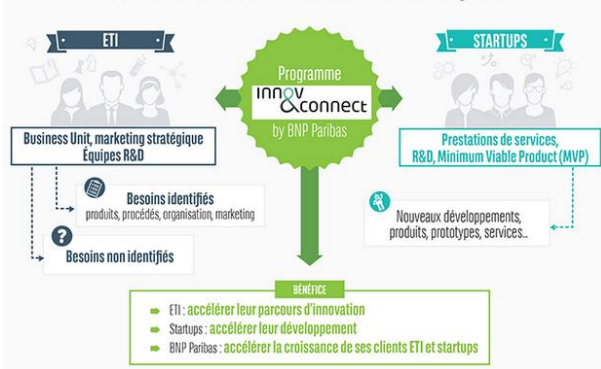 ETI
STARTUPS
Programme
innov
&connect
by BNP Paribas
Business Unit, marketing stratégique
Équipes R&D
Prestations de services,
R&D, Minimum Viable Product (MVP)
Besoins identifiés
produits, procédés, organisation, marketing
?
Besoins non identifiés
Nouveaux développements,
produits, prototypes, services...
BÉNÉFICE
ETI : accélérer leur parcours d'innovation
Startups : accélérer leur développement
BNP Paribas : accélérer la croissance de ses clients ETI et startups